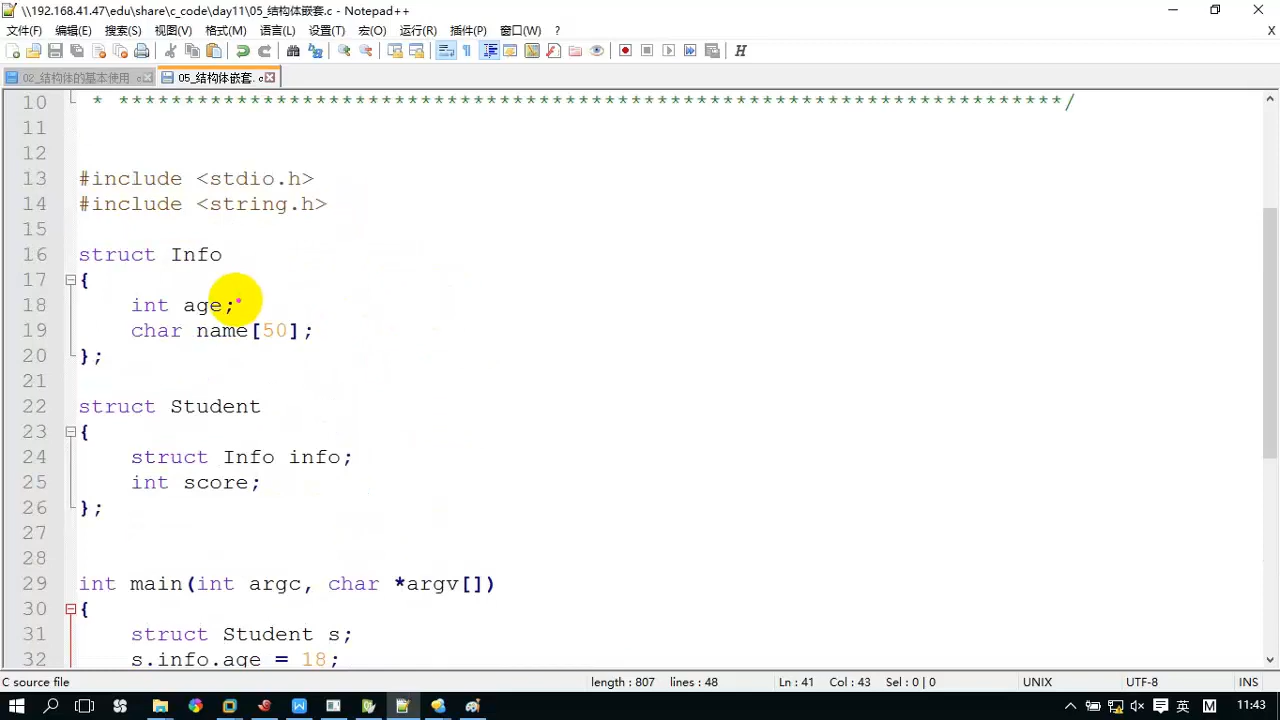 \\192.168.41.47\edu\share\c_code\day11\05_结构体嵌套.c - Notepad++
文件(F) 编辑(E) 搜索(S) 视图(V) 格式(M) 语言(L) 设置(T) 宏(O) 运行(R) 插件(P) 窗口(W) ? X
02_结构体的基本使用 .c 05_结构体嵌套.c
10 * *************************************************************************/
11
12
13 #include <stdio.h>
14 #include <string.h>
15
16 struct Info
17 {
18 int age;
19 char name[50];
20 };
21
22 struct Student
23 {
24 struct Info info;
25 int score;
26 };
27
28
29 int main(int argc, char *argv[])
30 {
31 struct Student s;
32 s.info.age = 18;
C source file length : 807 lines : 48 Ln : 41 Col : 43 Sel : 0 | 0 UNIX UTF-8 INS
英 M 11:43